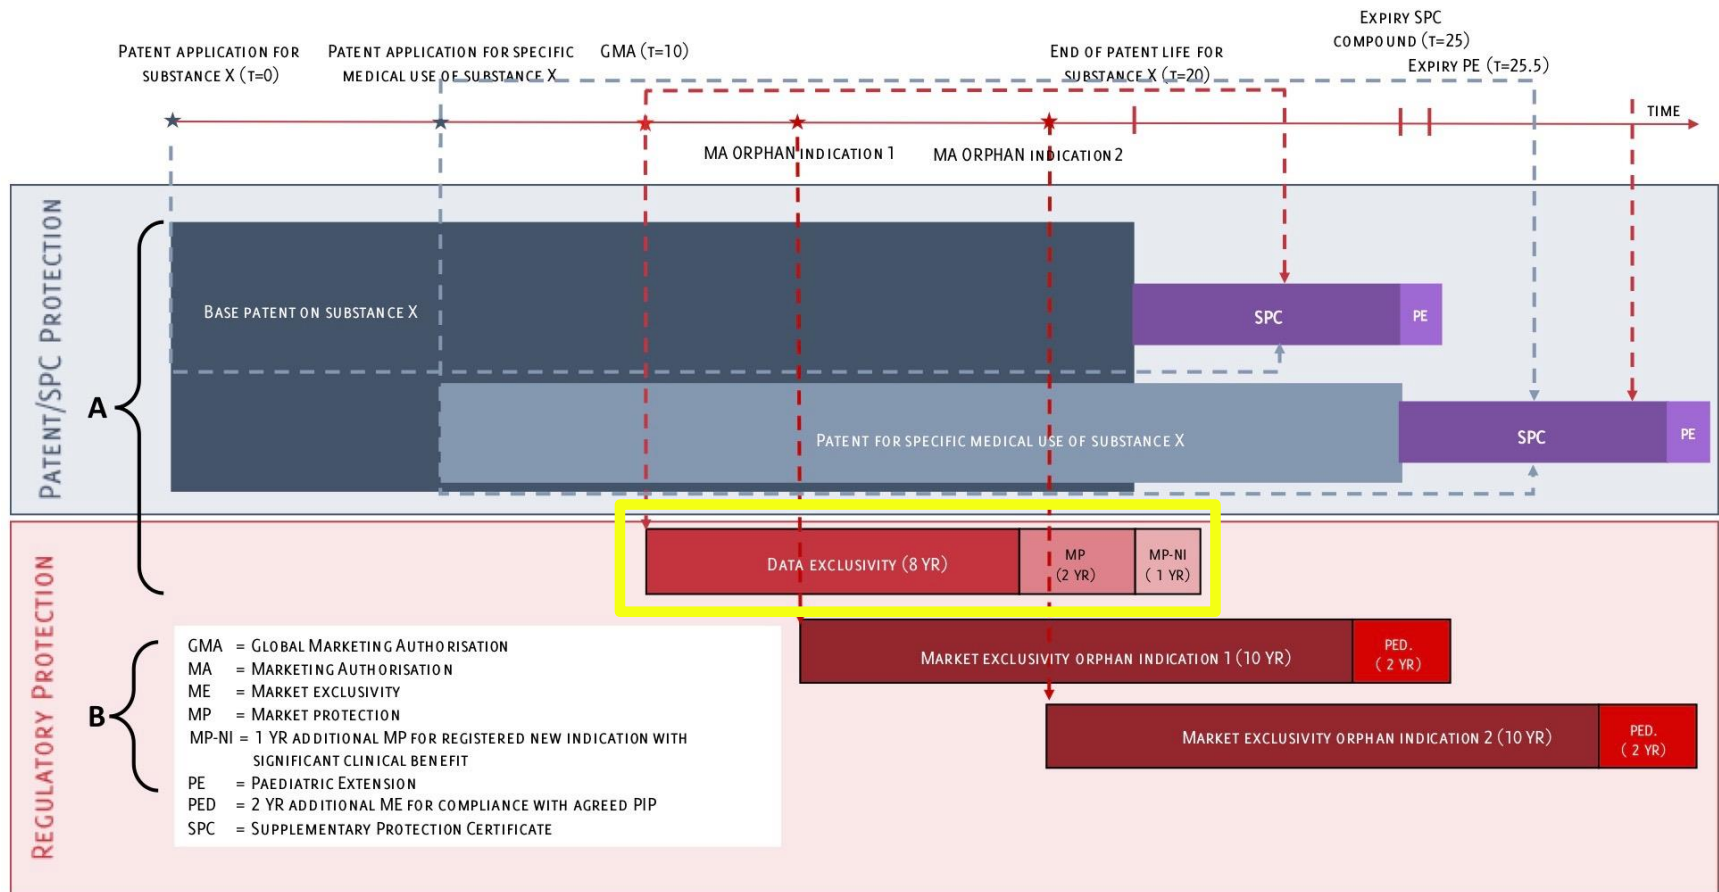 Patent application for
substance X (t=0)
Patent application for specific
medical use of substance X
GMA (t=10)
End of patent life for
substance X (t=20)
Expiry SPC
compound (t=25)
Expiry PE (t=25.5)
time
MA orphan indication 1
MA orphan indication 2
Patent/SPC Protection
A
Base patent on substance X
SPC
PE
Patent for specific medical use of substance X
SPC
PE
Regulatory Protection
Data exclusivity (8 yr)
MP
(2 yr)
MP-NI
( 1 yr)
Market exclusivity orphan indication 1 (10 yr)
Ped.
( 2 yr)
Market exclusivity orphan indication 2 (10 yr)
Ped.
( 2 yr)
B
GMA = Global Marketing Authorisation
MA = Marketing Authorisation
ME = Market exclusivity
MP = Market protection
MP-NI = 1 yr additional MP for registered new indication with
significant clinical benefit
PE = Paediatric Extension
PED = 2 yr additional ME for compliance with agreed PIP
SPC = Supplementary Protection Certificate